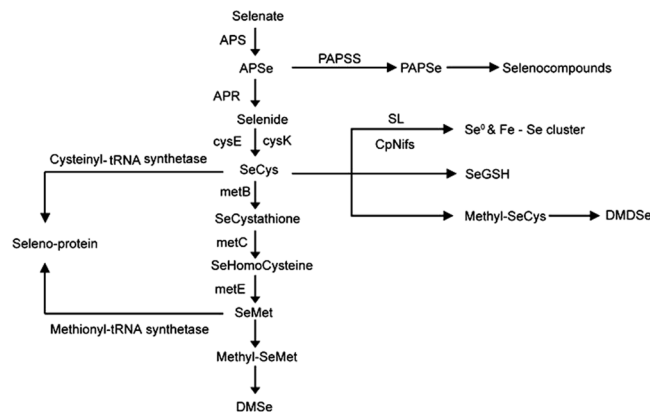 Selenate
APS
APSe
PAPSS
PAPSe
Selenocompounds
APR
Selenide
cysE cysK
SL
Se⁰ & Fe - Se cluster
CpNifs
Cysteinyl-tRNA synthetase
SeCys
SeGSH
metB
SeCystathione
Methyl-SeCys
DMDSe
Seleno-protein
metC
SeHomoCysteine
metE
SeMet
Methionyl-tRNA synthetase
Methyl-SeMet
DMSe